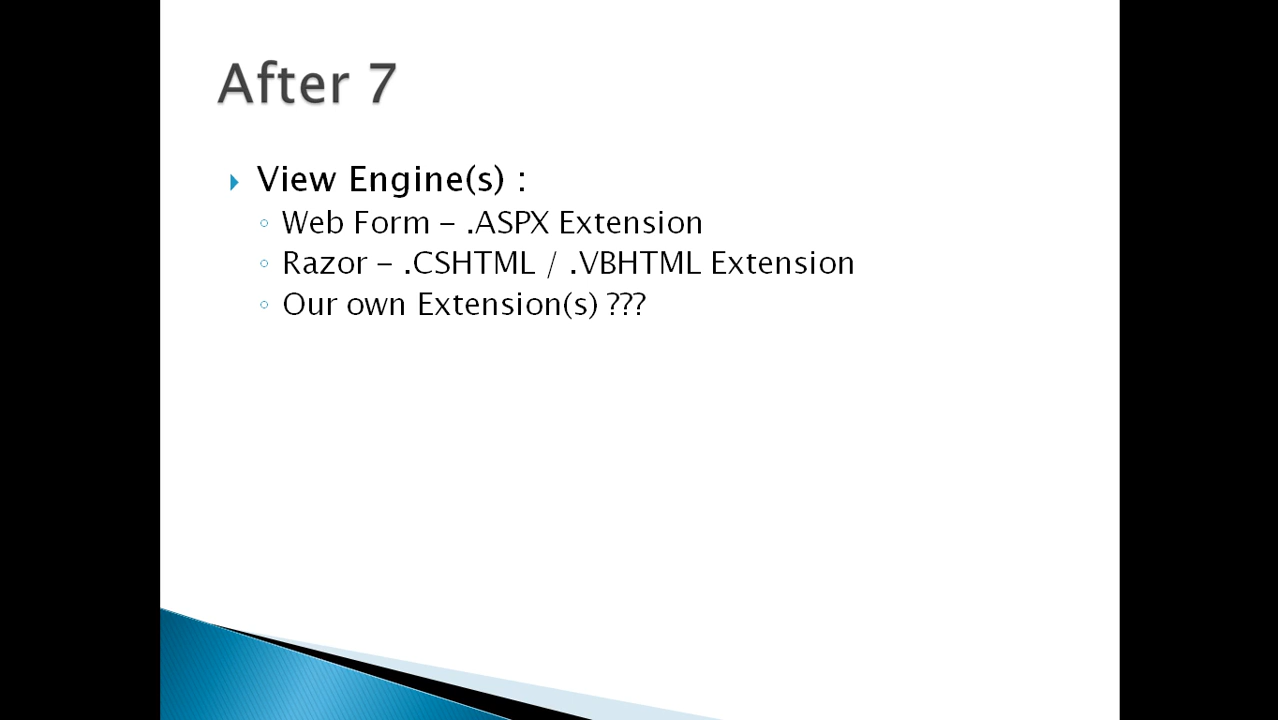 After 7
View Engine(s) :
Web Form – .ASPX Extension
Razor – .CSHTML / .VBHTML Extension
Our own Extension(s) ???